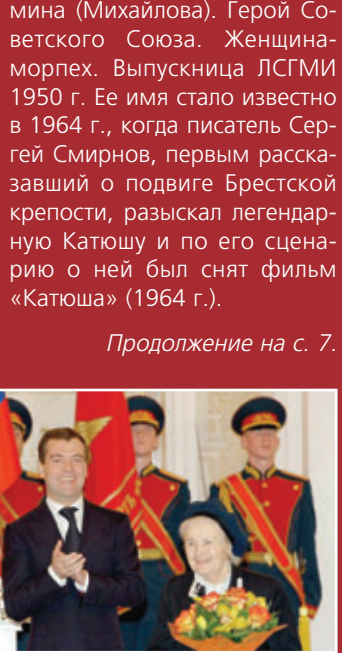 мина (Михайлова). Герой Со-
ветского Союза. Женщина-
морпех. Выпускница ЛСГМИ
1950 г. Ее имя стало известно
в 1964 г., когда писатель Сер-
гей Смирнов, первым расска-
завший о подвиге Брестской
крепости, разыскал легендар-
ную Катюшу и по его сцена-
рию о ней был снят фильм
«Катюша» (1964 г.).
Продолжение на с. 7.